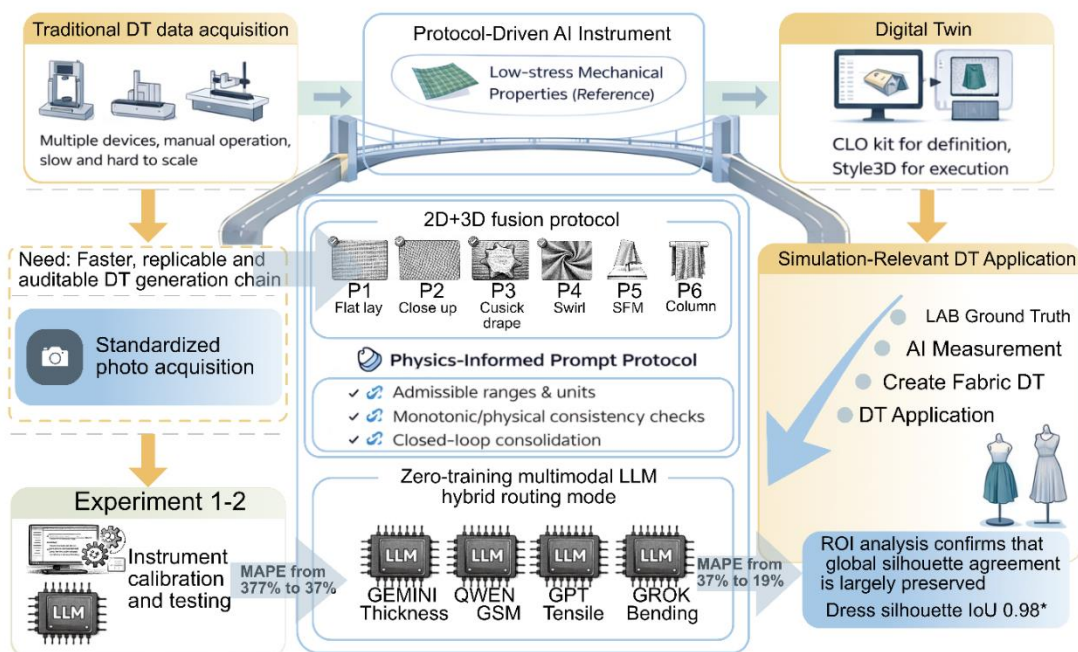 Traditional DT data acquisition
Multiple devices, manual operation,
slow and hard to scale
Protocol-Driven AI Instrument
Low-stress Mechanical
Properties (Reference)
Digital Twin
CLO kit for definition,
Style3D for execution
Need: Faster, replicable and
auditable DT generation chain
Standardized
photo acquisition
2D+3D fusion protocol
P1
Flat lay
P2
Close up
P3
Cusick
drape
P4
Swirl
P5
SFM
P6
Column
Physics-Informed Prompt Protocol
Admissible ranges & units
Monotonic/physical consistency checks
Closed-loop consolidation
Simulation-Relevant DT Application
LAB Ground Truth
AI Measurement
Create Fabric DT
DT Application
Experiment 1-2
LLM
Instrument
calibration
and testing
MAPE from
377% to 37%
Zero-training multimodal LLM
hybrid routing mode
LLM
GEMINI
Thickness
LLM
QWEN
GSM
LLM
GPT
Tensile
LLM
GROK
Bending
MAPE from
37% to 19%
ROI analysis confirms that
global silhouette agreement
is largely preserved
Dress silhouette IoU 0.98*